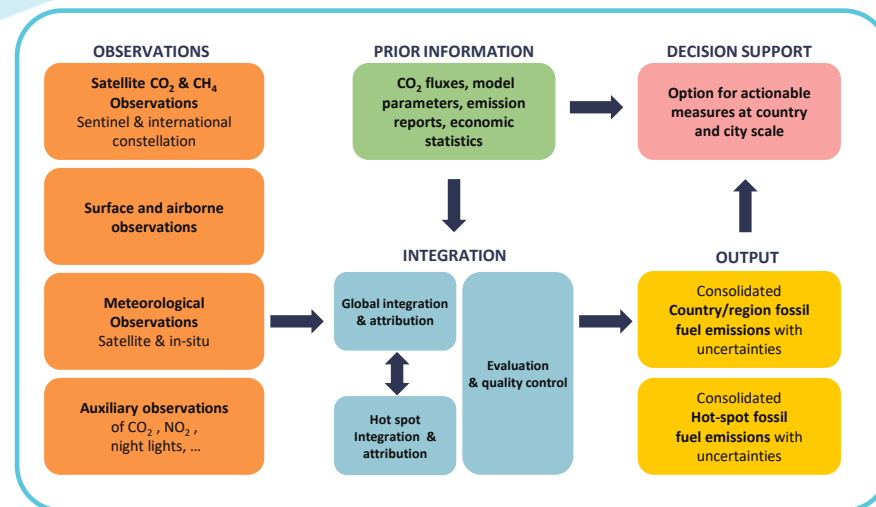 OBSERVATIONS
Satellite CO₂ & CH₄
Observations
Sentinel & international
constellation
Surface and airborne
observations
Meteorological
Observations
Satellite & in-situ
Auxiliary observations
of CO₂ , NO₂ ,
night lights, …
PRIOR INFORMATION
CO₂ fluxes, model
parameters, emission
reports, economic
statistics
INTEGRATION
Global integration
& attribution
Hot spot
Integration &
attribution
Evaluation
& quality control
DECISION SUPPORT
Option for actionable
measures at country
and city scale
OUTPUT
Consolidated
Country/region fossil
fuel emissions with
uncertainties
Consolidated
Hot-spot fossil
fuel emissions with
uncertainties